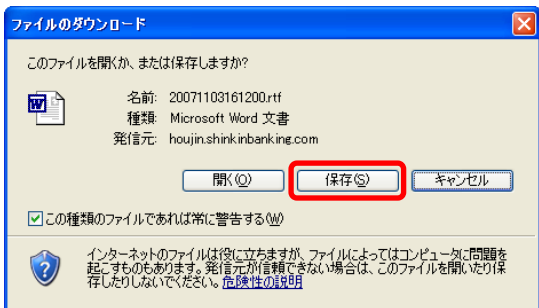 ファイルのダウンロード
このファイルを開くか、または保存しますか?
名前: 20071103161200.rtf
種類: Microsoft Word 文書
発信元: houjin.shinkinbanking.com
開く(O) 保存(S) キャンセル
この種類のファイルであれば常に警告する(W)
インターネットのファイルは役に立ちますが、ファイルによってはコンピュータに問題を
起こすものもあります。発信元が信頼できない場合は、このファイルを開いたり保
存したりしないでください。危険性の説明